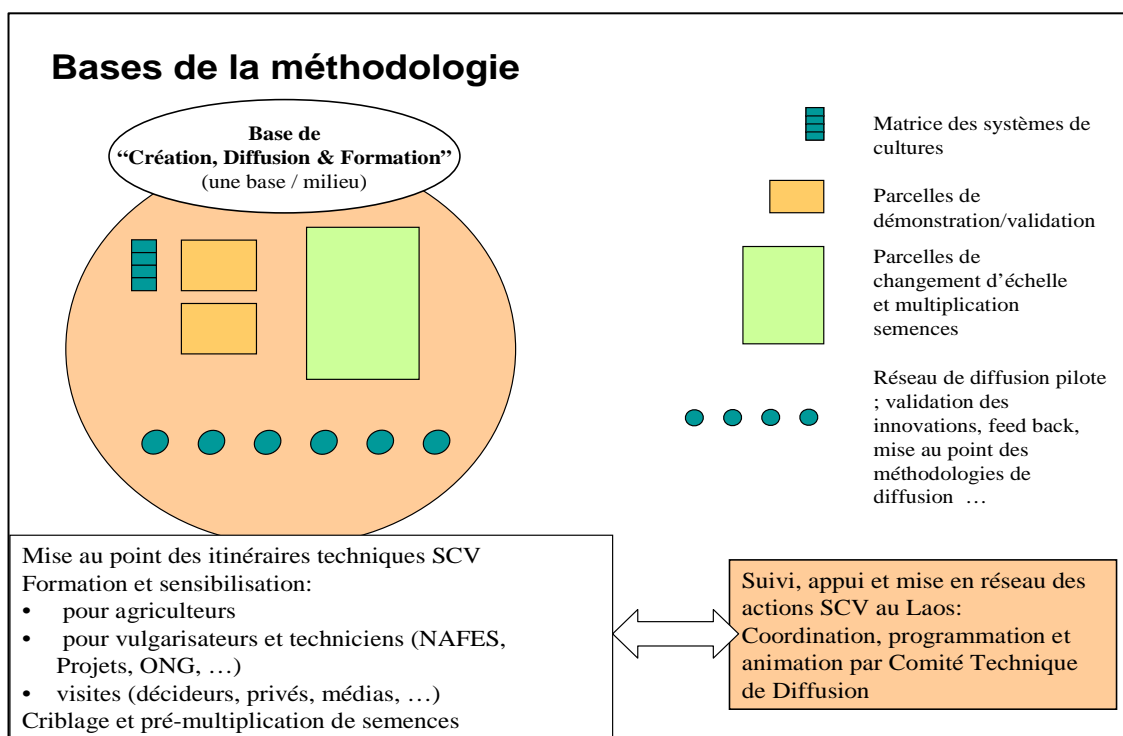 Bases de la méthodologie
Base de
“Création, Diffusion & Formation”
(une base / milieu)
Matrice des systèmes de
cultures
Parcelles de
démonstration/validation
Parcelles de
changement d’échelle
et multiplication
semences
Réseau de diffusion pilote
; validation des
innovations, feed back,
mise au point des
méthodologies de
diffusion …
Mise au point des itinéraires techniques SCV
Formation et sensibilisation:
• pour agriculteurs
• pour vulgarisateurs et techniciens (NAFES,
Projets, ONG, …)
• visites (décideurs, privés, médias, …)
Criblage et pré-multiplication de semences
Suivi, appui et mise en réseau des
actions SCV au Laos:
Coordination, programmation et
animation par Comité Technique
de Diffusion